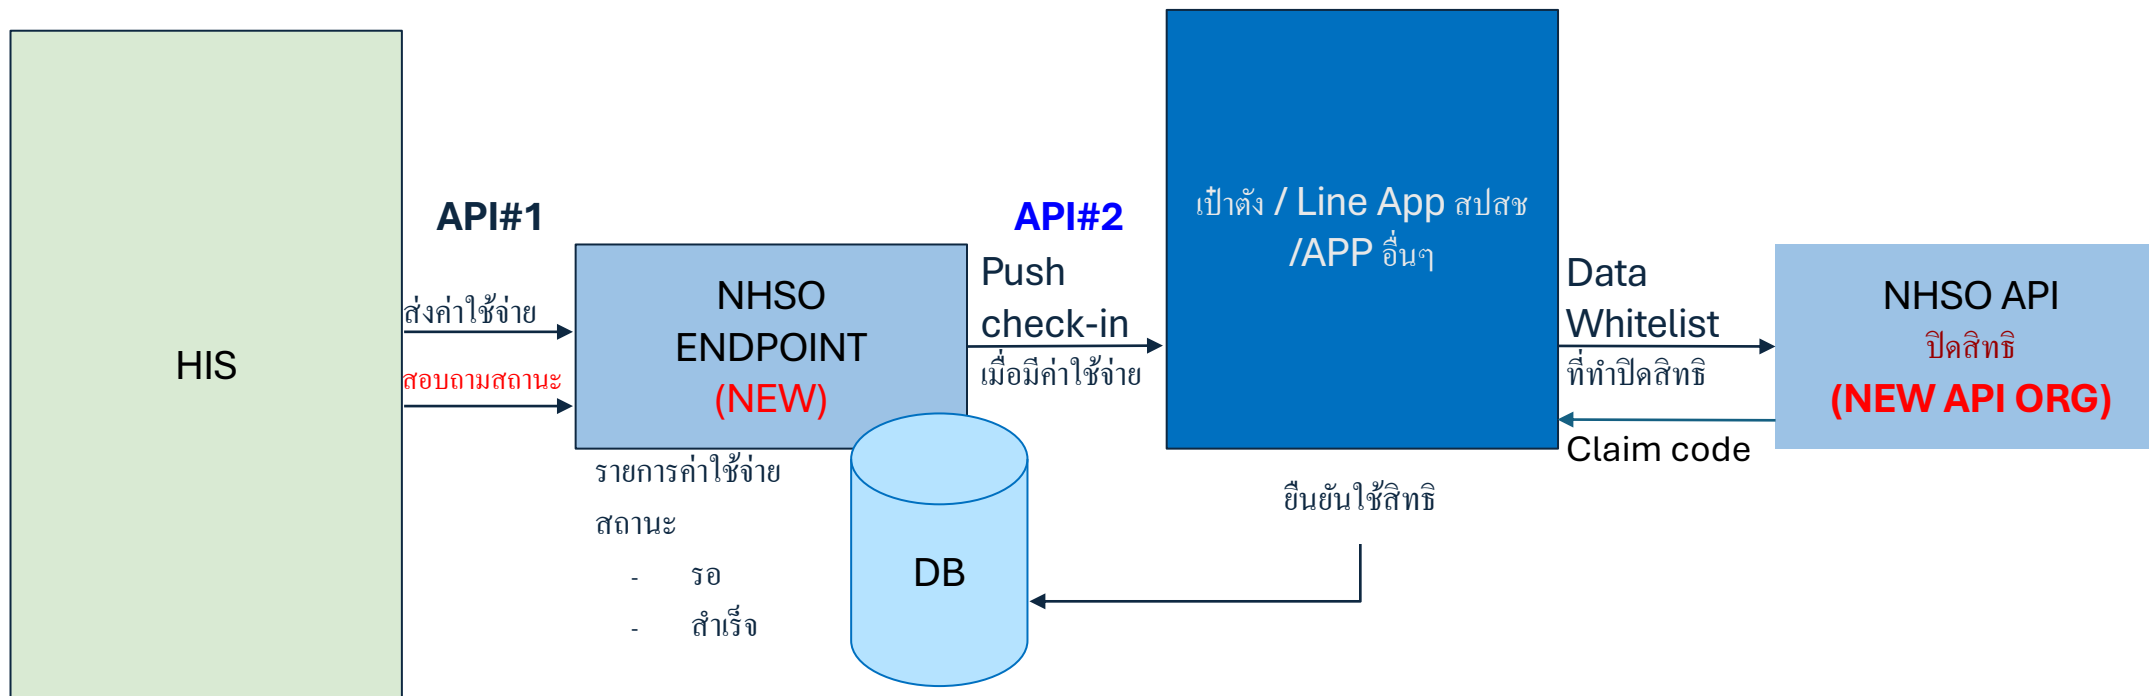 HIS
API#1
ส่งค่าใช้จ่าย
สอบถามสถานะ
NHSO
ENDPOINT
(NEW)
รายการค่าใช้จ่าย
สถานะ
- รอ
- สำเร็จ
DB
API#2
Push
check-in
เมื่อมีค่าใช้จ่าย
เป๋าตัง / Line App สปสช
/APP อื่นๆ
ยืนยันใช้สิทธิ
Data
Whitelist
ที่ทำปิดสิทธิ
Claim code
NHSO API
ปิดสิทธิ
(NEW API ORG)